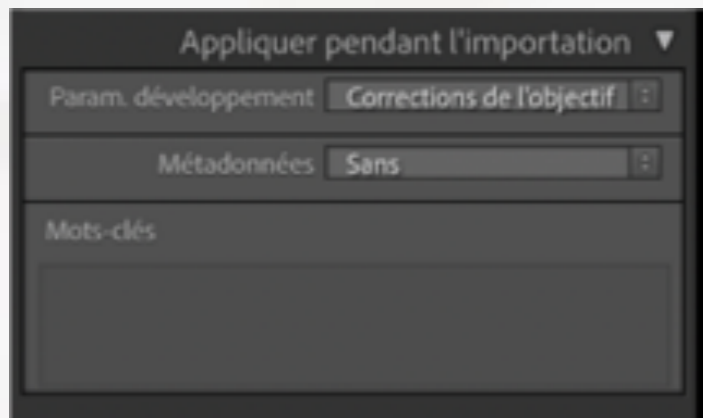 Appliquer pendant l'importation
Param. développement Corrections de l'objectif
Métadonnées Sans
Mots-clés